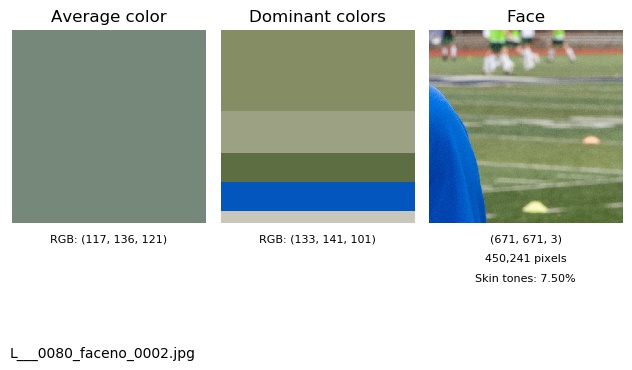 Average color
Dominant colors
Face
RGB: (117, 136, 121)
RGB: (133, 141, 101)
(671, 671, 3)
450,241 pixels
Skin tones: 7.50%
L___0080_faceno_0002.jpg